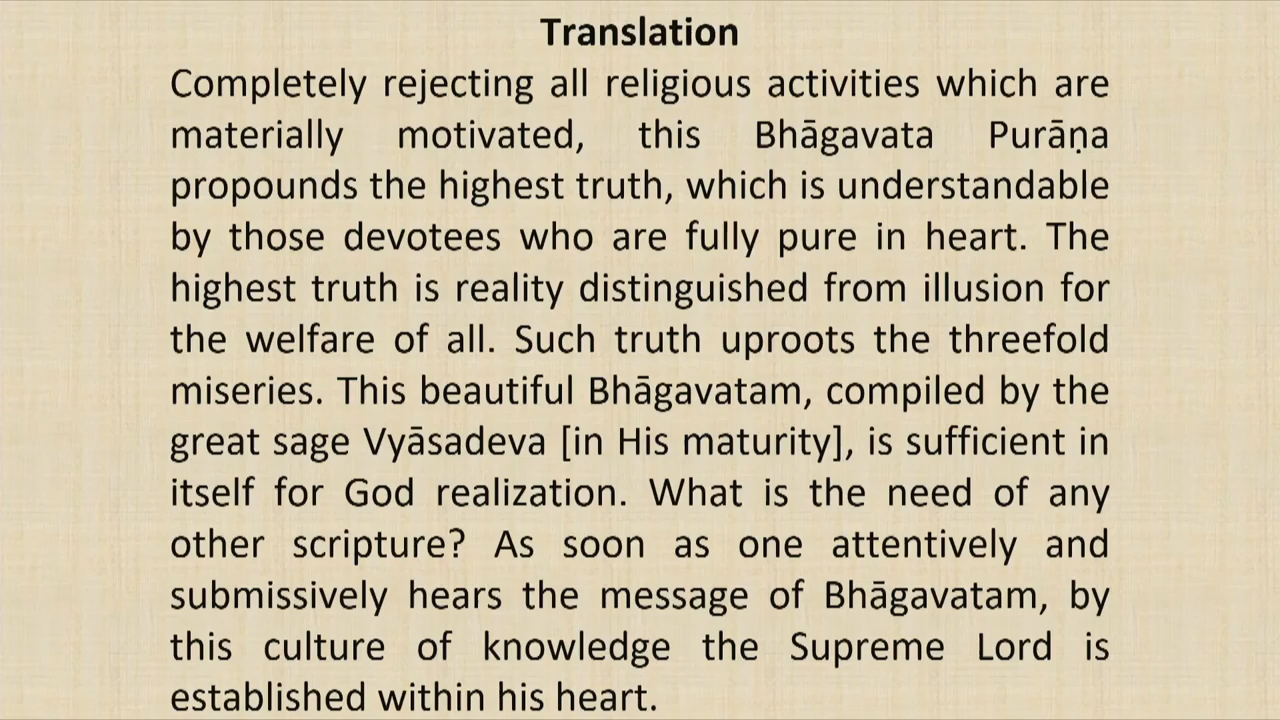 Translation
Completely rejecting all religious activities which are
materially motivated, this Bhāgavata Purāṇa
propounds the highest truth, which is understandable
by those devotees who are fully pure in heart. The
highest truth is reality distinguished from illusion for
the welfare of all. Such truth uproots the threefold
miseries. This beautiful Bhāgavatam, compiled by the
great sage Vyāsadeva [in His maturity], is sufficient in
itself for God realization. What is the need of any
other scripture? As soon as one attentively and
submissively hears the message of Bhāgavatam, by
this culture of knowledge the Supreme Lord is
established within his heart.